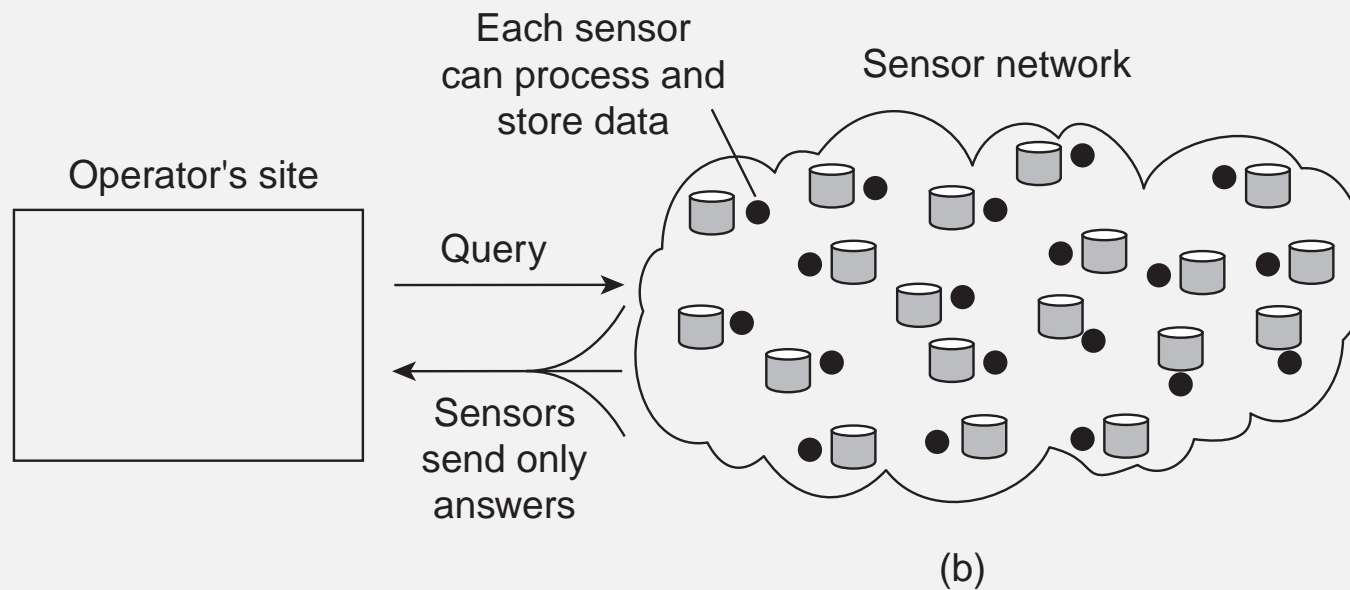 Each sensor
can process and
store data
Sensor network
Operator's site
Query
Sensors
send only
answers
(b)